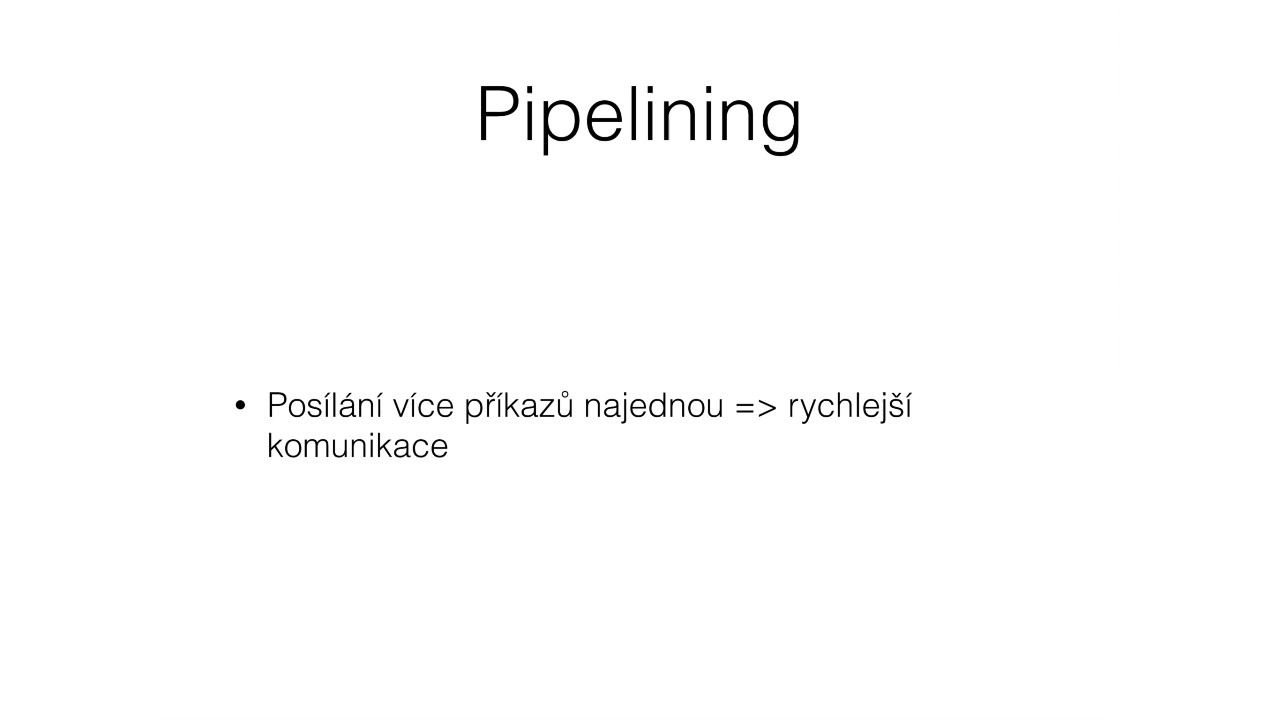 Pipelining
• Posílání více příkazů najednou => rychlejší
komunikace